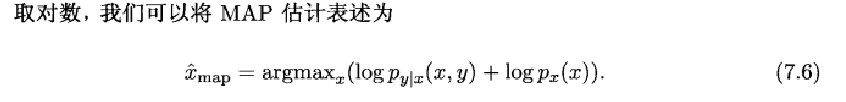 取对数，我们可以将 MAP 估计表述为
x̂_map = argmax_x(log p_{y|x}(x, y) + log p_x(x)). (7.6)